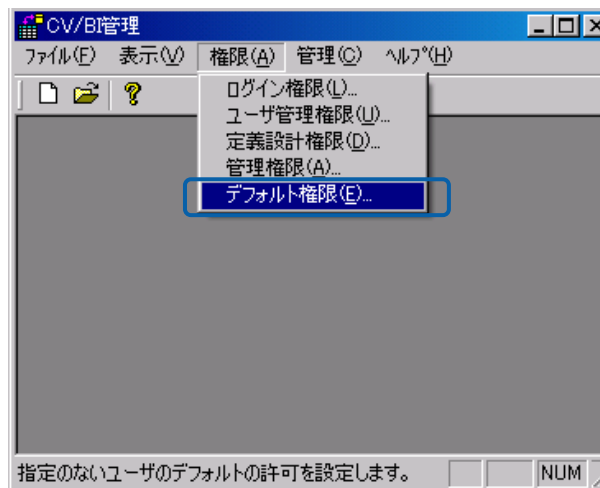 CV/BI管理
ファイル(F) 表示(V) 権限(A) 管理(C) ヘルプ(H)
ログイン権限(L)...
ユーザ管理権限(U)...
定義設計権限(D)...
管理権限(A)...
デフォルト権限(E)...
指定のないユーザのデフォルトの許可を設定します。 NUM